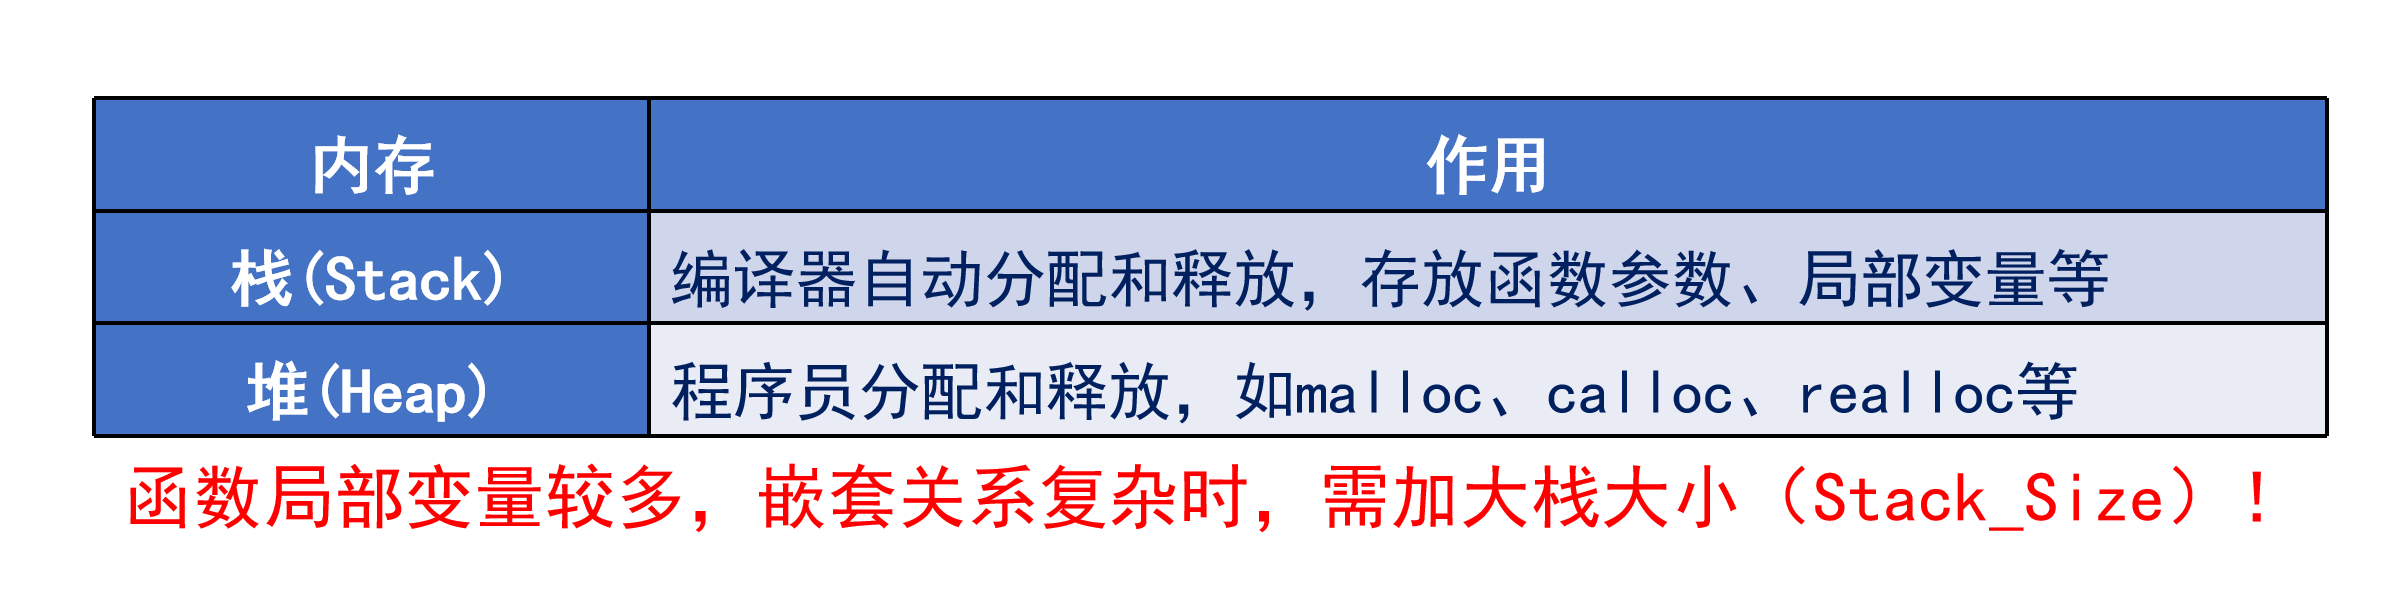 内存 作用
栈(Stack) 编译器自动分配和释放，存放函数参数、局部变量等
堆(Heap) 程序员分配和释放，如malloc、calloc、realloc等
函数局部变量较多，嵌套关系复杂时，需加大栈大小（Stack_Size）！